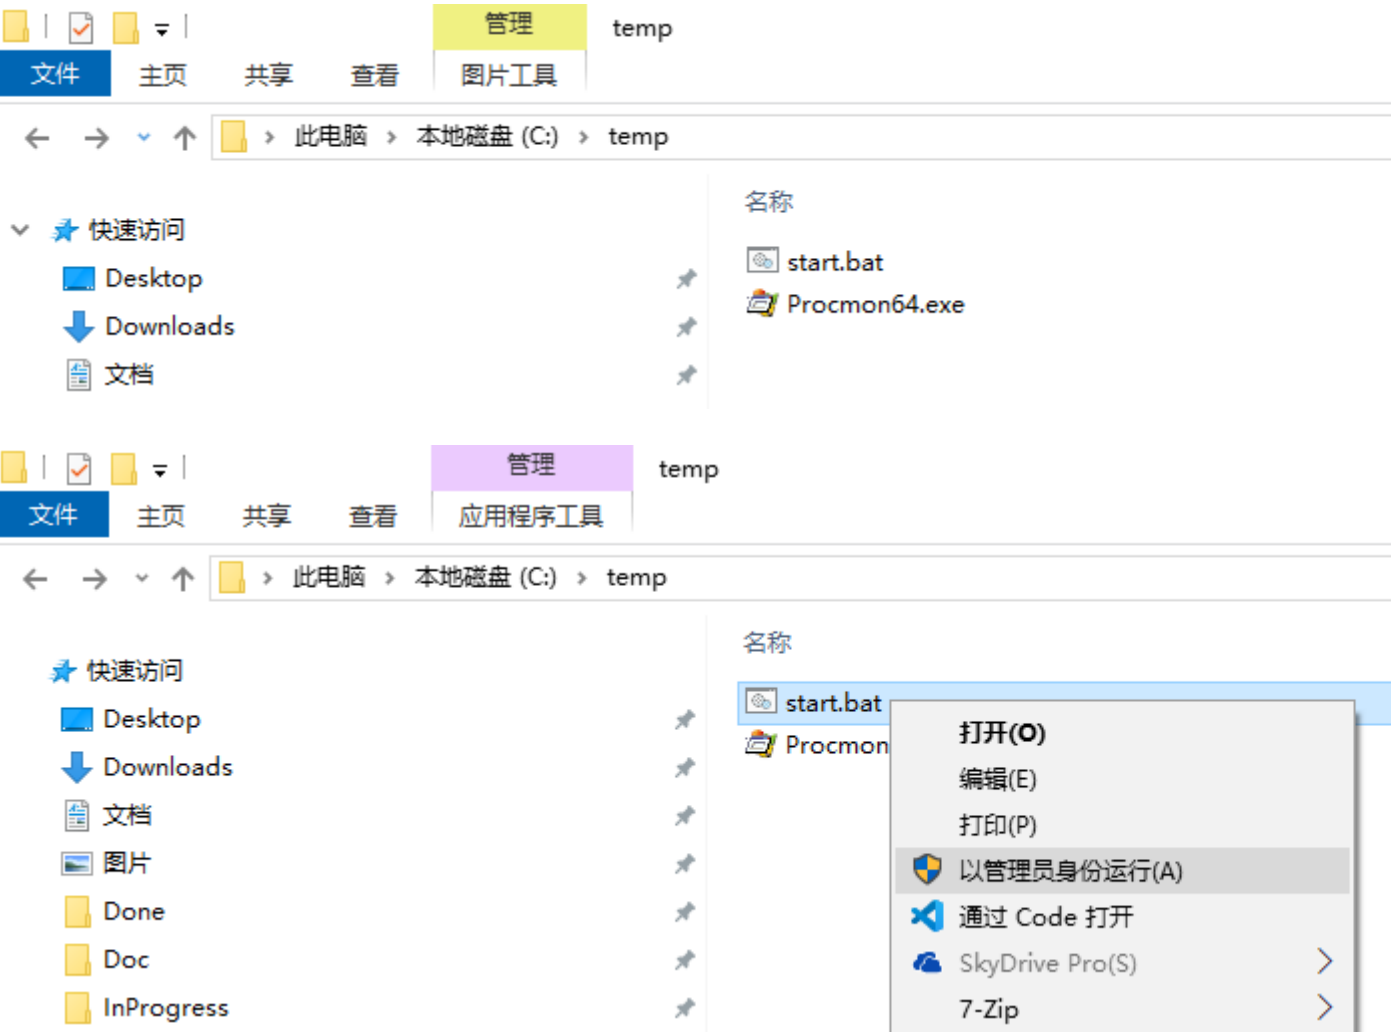 管理 temp
文件 主页 共享 查看 图片工具
此电脑 › 本地磁盘 (C:) › temp
名称
快速访问
start.bat
Desktop
Procmon64.exe
Downloads
文档
管理 temp
文件 主页 共享 查看 应用程序工具
此电脑 › 本地磁盘 (C:) › temp
名称
快速访问
start.bat
Desktop
打开(O)
Procmon
Downloads
编辑(E)
文档
打印(P)
图片
以管理员身份运行(A)
Done
通过 Code 打开
Doc
SkyDrive Pro(S)
InProgress
7-Zip